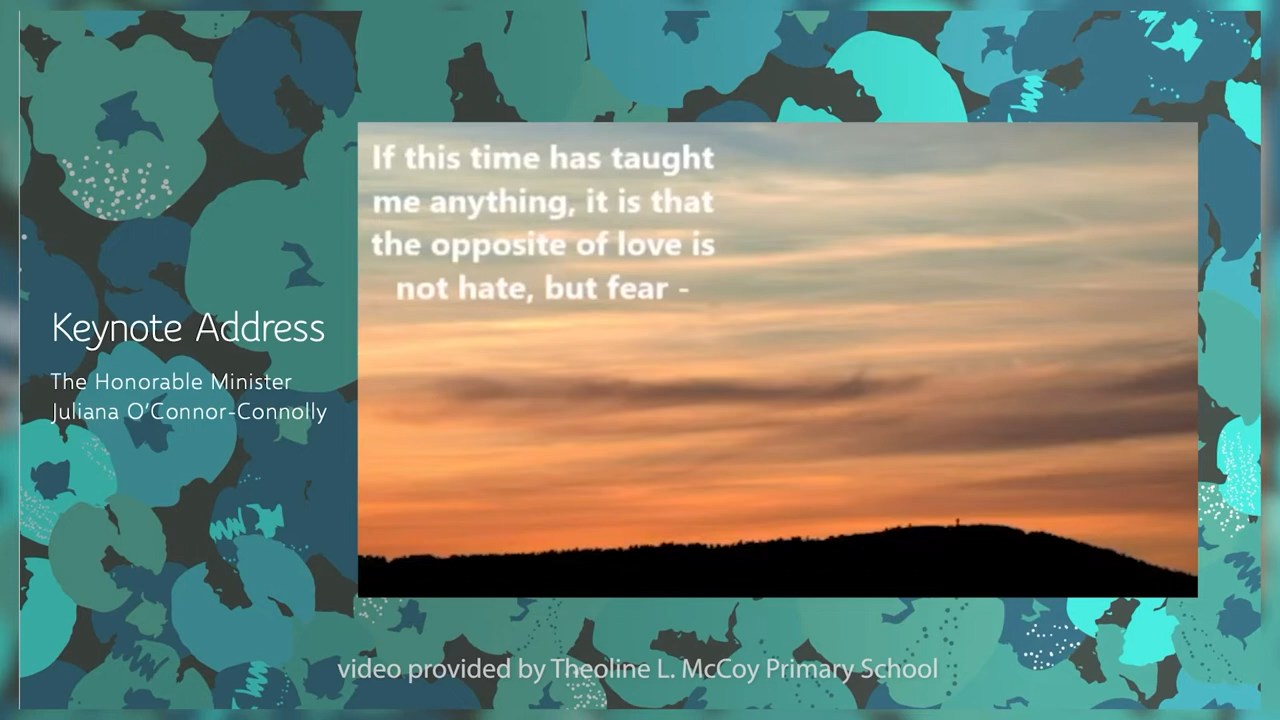 If this time has taught
me anything, it is that
the opposite of love is
not hate, but fear -
Keynote Address
The Honorable Minister
Juliana O'Connor-Connolly
video provided by Theoline L. McCoy Primary School